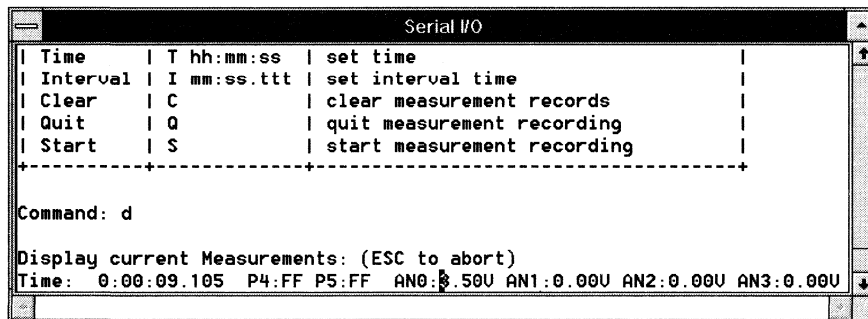 Serial I/O
| Time | T hh:mm:ss | set time |
| Interval | I mm:ss.ttt | set interval time |
| Clear | C | clear measurement records |
| Quit | Q | quit measurement recording |
| Start | S | start measurement recording |
+-----------+--------------+-------------------------------------+
Command: d
Display current Measurements: (ESC to abort)
Time: 0:00:09.105 P4:FF P5:FF AN0:3.50V AN1:0.00V AN2:0.00V AN3:0.00V